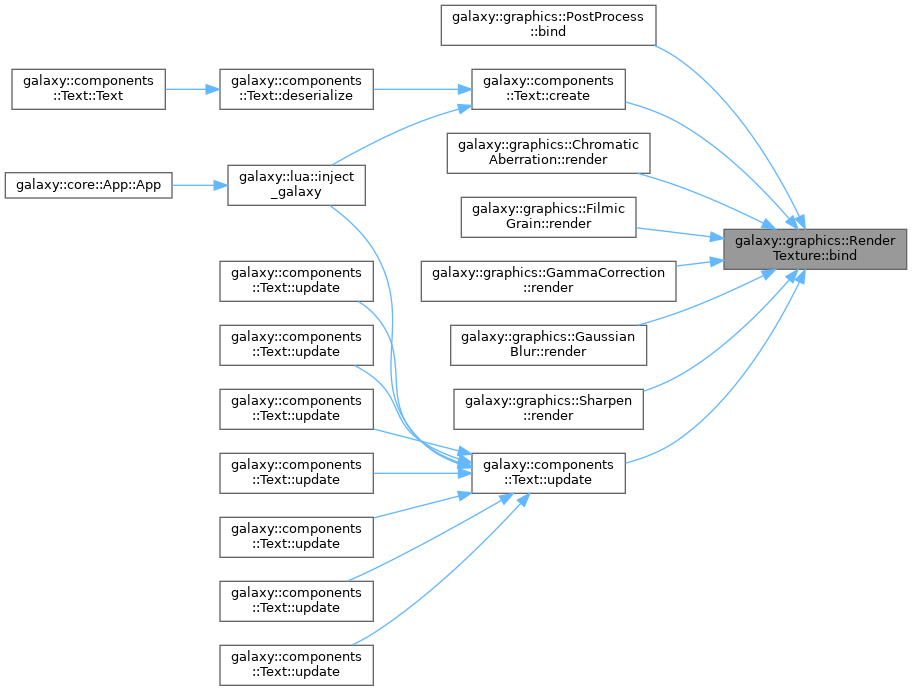 galaxy::graphics::PostProcess
::bind
galaxy::components
::Text::Text
galaxy::components
::Text::deserialize
galaxy::components
::Text::create
galaxy::graphics::Chromatic
Aberration::render
galaxy::core::App::App
galaxy::lua::inject
_galaxy
galaxy::graphics::Filmic
Grain::render
galaxy::graphics::Render
Texture::bind
galaxy::components
::Text::update
galaxy::graphics::GammaCorrection
::render
galaxy::components
::Text::update
galaxy::graphics::Gaussian
Blur::render
galaxy::components
::Text::update
galaxy::graphics::Sharpen
::render
galaxy::components
::Text::update
galaxy::components
::Text::update
galaxy::components
::Text::update
galaxy::components
::Text::update
galaxy::components
::Text::update